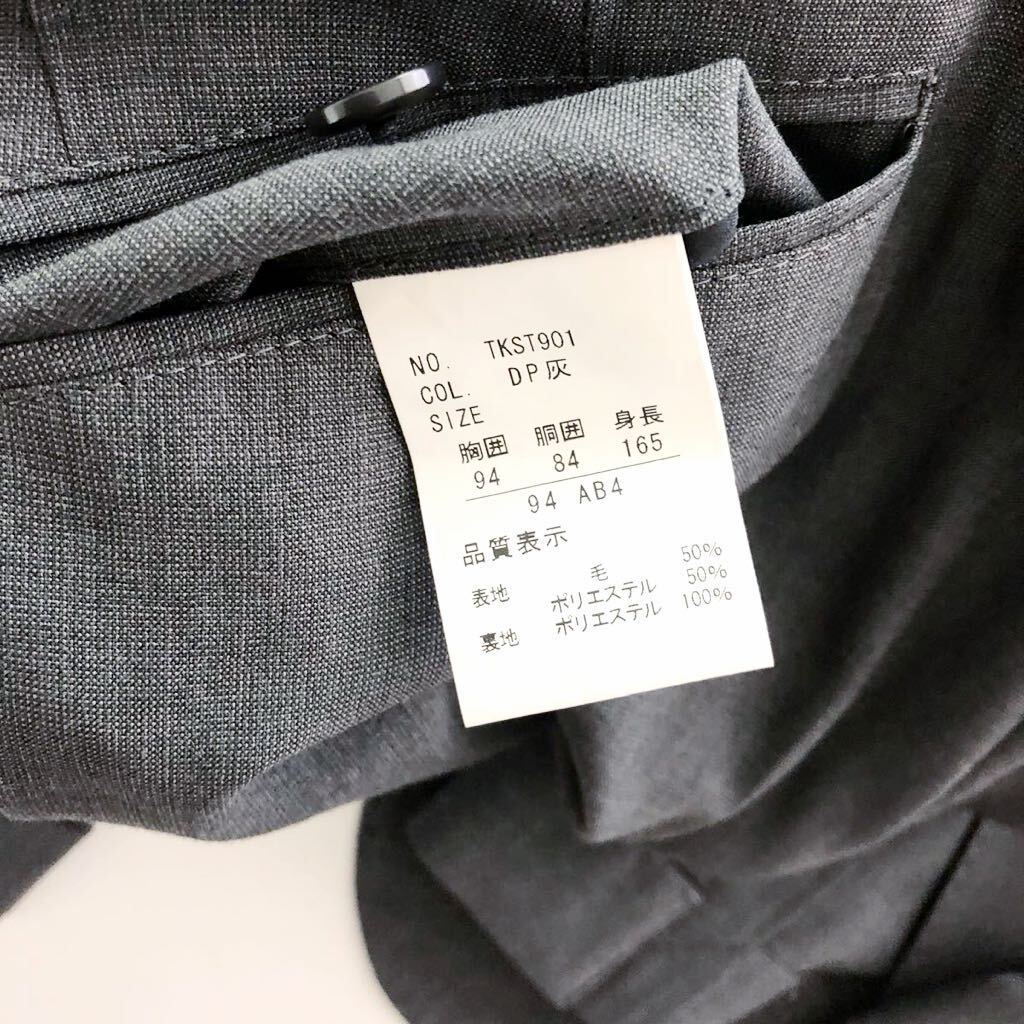 NO. TKST901
COL. DP灰
SIZE
胸囲 胴囲 身長
94 84 165
94 AB4
品質表示
表地 毛 50%
ポリエステル 50%
裏地 ポリエステル 100%